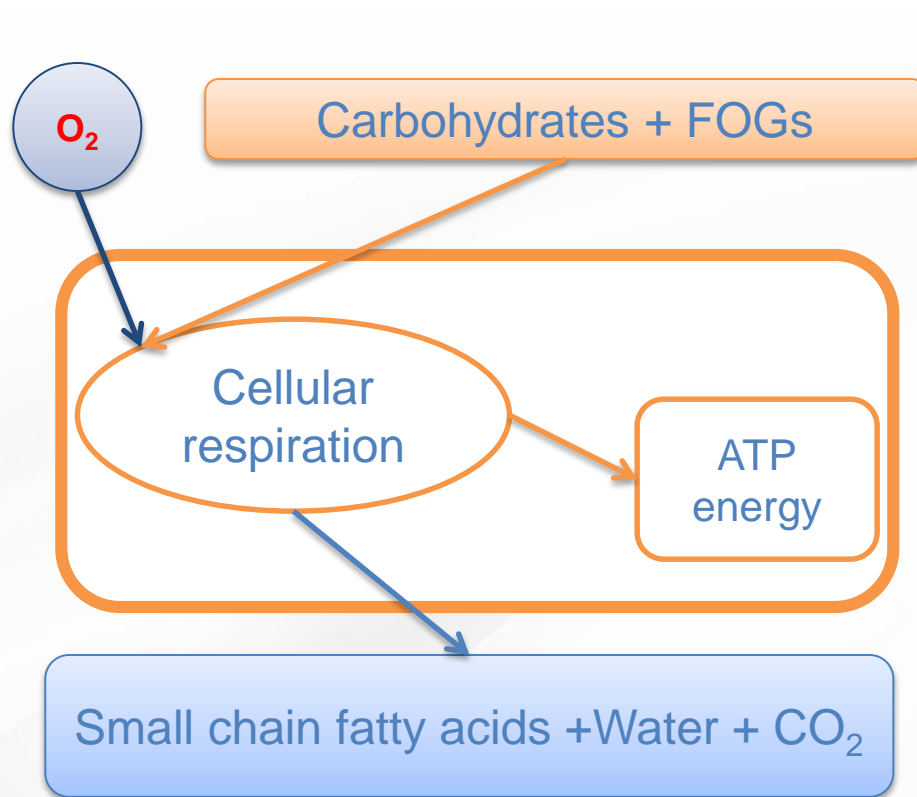 O₂
Carbohydrates + FOGs
Cellular
respiration
ATP
energy
Small chain fatty acids +Water + CO₂